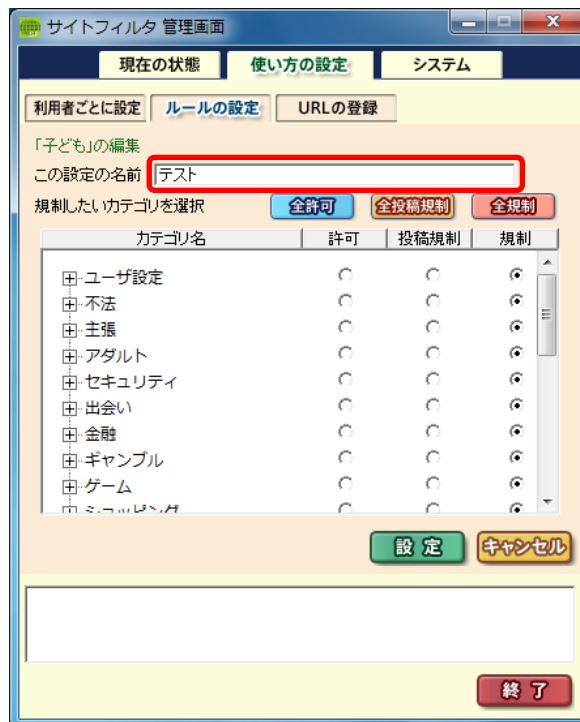 サイトフィルタ 管理画面
現在の状態 使い方の設定 システム
利用者ごとに設定 ルールの設定 URLの登録
「子ども」の編集
この設定の名前 テスト
規制したいカテゴリを選択 全許可 全投稿規制 全規制
カテゴリ名 許可 投稿規制 規制
ユーザ設定
不法
主張
アダルト
セキュリティ
出会い
金融
ギャンブル
ゲーム
ショッピング
設定 キャンセル
終了